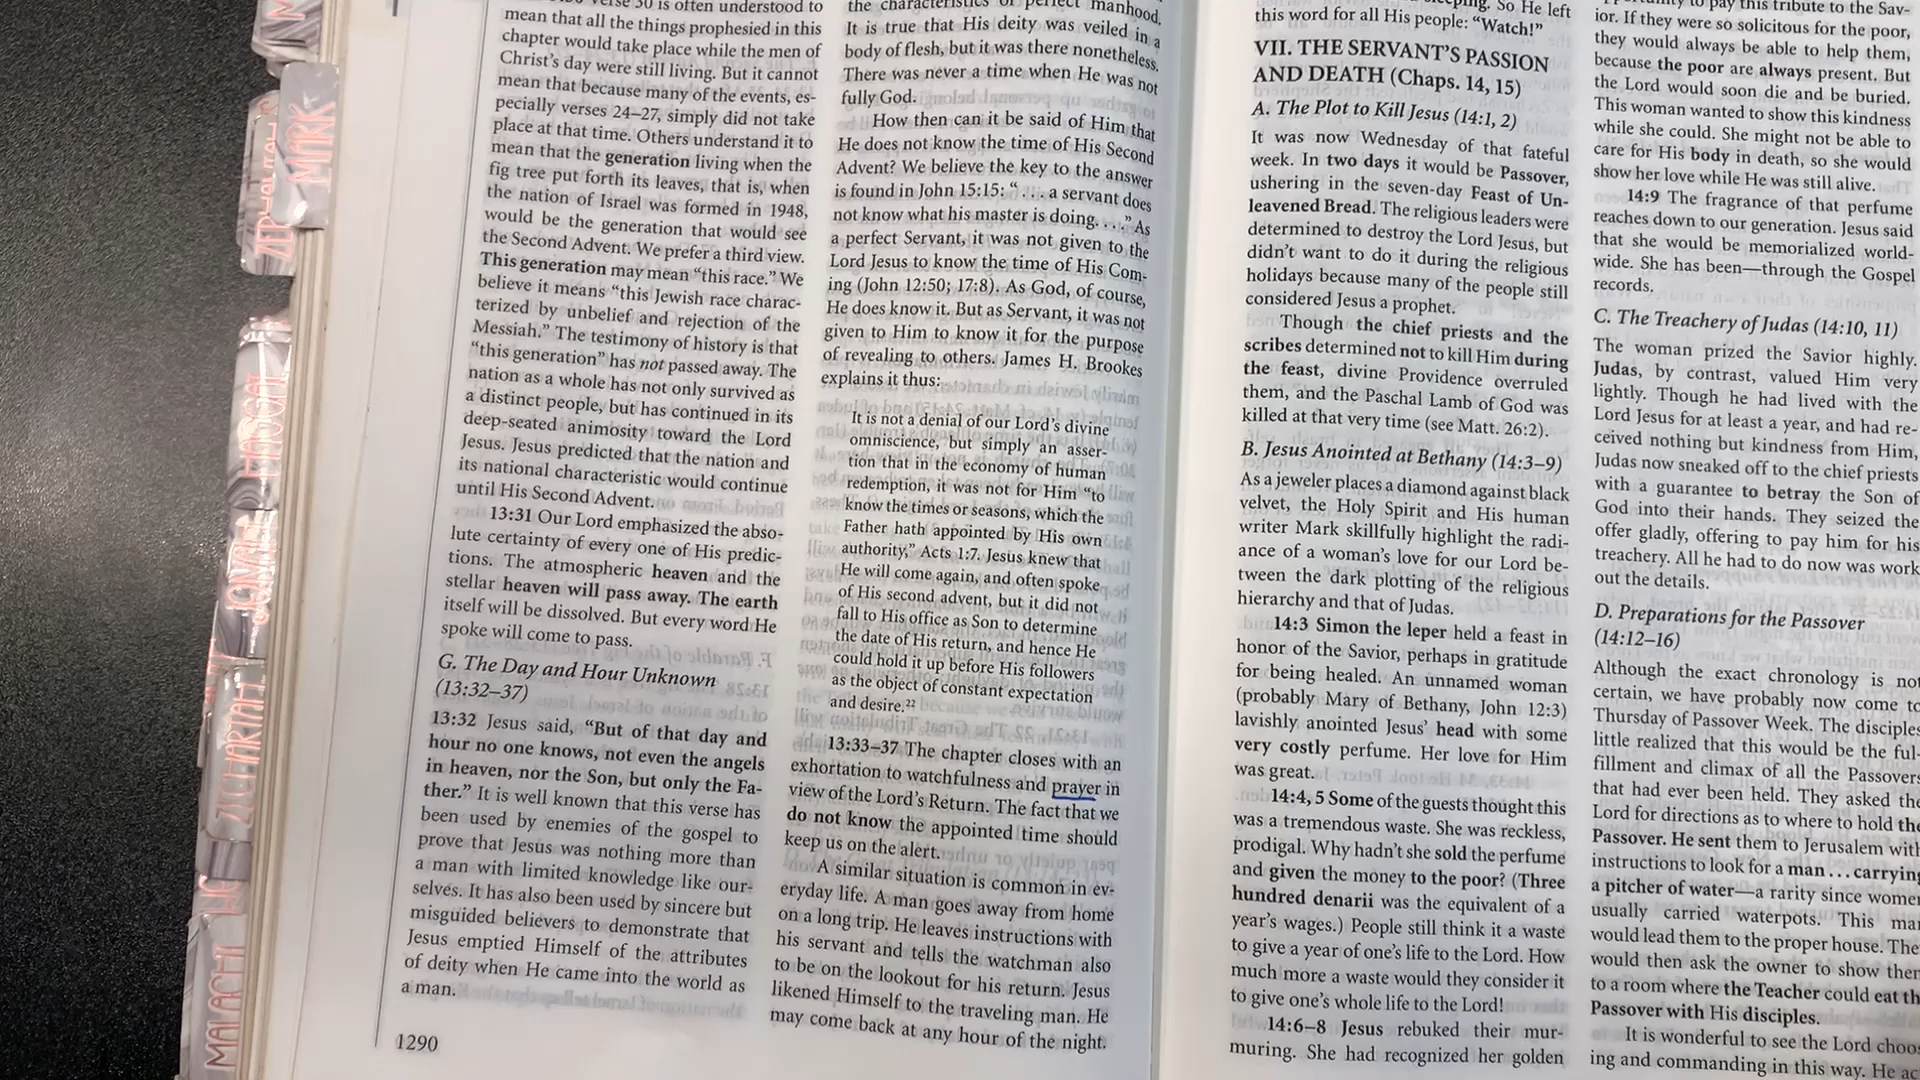 MARK
HAGGAI
ZECHARIAH
MALACHI
verse 30 is often understood to
mean that all the things prophesied in this
chapter would take place while the men of
Christ's day were still living. But it cannot
mean that because many of the events, es-
pecially verses 24–27, simply did not take
place at that time. Others understand it to
mean that the generation living when the
fig tree put forth its leaves, that is, when
the nation of Israel was formed in 1948,
would be the generation that would see
the Second Advent. We prefer a third view.
This generation may mean “this race.” We
believe it means “this Jewish race charac-
terized by unbelief and rejection of the
Messiah.” The testimony of history is that
“this generation” has not passed away. The
nation as a whole has not only survived as
a distinct people, but has continued in its
deep-seated animosity toward the Lord
Jesus. Jesus predicted that the nation and
its national characteristic would continue
until His Second Advent.
13:31 Our Lord emphasized the abso-
lute certainty of every one of His predic-
tions. The atmospheric heaven and the
stellar heaven will pass away. The earth
itself will be dissolved. But every word He
spoke will come to pass.
G. The Day and Hour Unknown
(13:32–37)
13:32 Jesus said, “But of that day and
hour no one knows, not even the angels
in heaven, nor the Son, but only the Fa-
ther.” It is well known that this verse has
been used by enemies of the gospel to
prove that Jesus was nothing more than
a man with limited knowledge like our-
selves. It has also been used by sincere but
misguided believers to demonstrate that
Jesus emptied Himself of the attributes
of deity when He came into the world as
a man.
1290
the characteristics of perfect manhood.
It is true that His deity was veiled in a
body of flesh, but it was there nonetheless.
There was never a time when He was not
fully God.
How then can it be said of Him that
He does not know the time of His Second
Advent? We believe the key to the answer
is found in John 15:15: “. . . . a servant does
not know what his master is doing. . . .” As
a perfect Servant, it was not given to the
Lord Jesus to know the time of His Com-
ing (John 12:50; 17:8). As God, of course,
He does know it. But as Servant, it was not
given to Him to know it for the purpose
of revealing to others. James H. Brookes
explains it thus:
It is not a denial of our Lord's divine
omniscience, but simply an asser-
tion that in the economy of human
redemption, it was not for Him “to
know the times or seasons, which the
Father hath appointed by His own
authority,” Acts 1:7. Jesus knew that
He will come again, and often spoke
of His second advent, but it did not
fall to His office as Son to determine
the date of His return, and hence He
could hold it up before His followers
as the object of constant expectation
and desire.²²
13:33–37 The chapter closes with an
exhortation to watchfulness and prayer in
view of the Lord's Return. The fact that we
do not know the appointed time should
keep us on the alert.
A similar situation is common in ev-
eryday life. A man goes away from home
on a long trip. He leaves instructions with
his servant and tells the watchman also
to be on the lookout for his return. Jesus
likened Himself to the traveling man. He
may come back at any hour of the night.
So He left
this word for all His people: “Watch!”
VII. THE SERVANT'S PASSION
AND DEATH (Chaps. 14, 15)
A. The Plot to Kill Jesus (14:1, 2)
It was now Wednesday of that fateful
week. In two days it would be Passover,
ushering in the seven-day Feast of Un-
leavened Bread. The religious leaders were
determined to destroy the Lord Jesus, but
didn't want to do it during the religious
holidays because many of the people still
considered Jesus a prophet.
Though the chief priests and the
scribes determined not to kill Him during
the feast, divine Providence overruled
them, and the Paschal Lamb of God was
killed at that very time (see Matt. 26:2).
B. Jesus Anointed at Bethany (14:3–9)
As a jeweler places a diamond against black
velvet, the Holy Spirit and His human
writer Mark skillfully highlight the radi-
ance of a woman's love for our Lord be-
tween the dark plotting of the religious
hierarchy and that of Judas.
14:3 Simon the leper held a feast in
honor of the Savior, perhaps in gratitude
for being healed. An unnamed woman
(probably Mary of Bethany, John 12:3)
lavishly anointed Jesus' head with some
very costly perfume. Her love for Him
was great.
14:4, 5 Some of the guests thought this
was a tremendous waste. She was reckless,
prodigal. Why hadn't she sold the perfume
and given the money to the poor? (Three
hundred denarii was the equivalent of a
year's wages.) People still think it a waste
to give a year of one's life to the Lord. How
much more a waste would they consider it
to give one's whole life to the Lord!
14:6–8 Jesus rebuked their mur-
muring. She had recognized her golden
to pay this tribute to the Sav-
ior. If they were so solicitous for the poor,
they would always be able to help them,
because the poor are always present. But
the Lord would soon die and be buried.
This woman wanted to show this kindness
while she could. She might not be able to
care for His body in death, so she would
show her love while He was still alive.
14:9 The fragrance of that perfume
reaches down to our generation. Jesus said
that she would be memorialized world-
wide. She has been—through the Gospel
records.
C. The Treachery of Judas (14:10, 11)
The woman prized the Savior highly.
Judas, by contrast, valued Him very
lightly. Though he had lived with the
Lord Jesus for at least a year, and had re-
ceived nothing but kindness from Him,
Judas now sneaked off to the chief priests
with a guarantee to betray the Son of
God into their hands. They seized the
offer gladly, offering to pay him for his
treachery. All he had to do now was work
out the details.
D. Preparations for the Passover
(14:12–16)
Although the exact chronology is not
certain, we have probably now come to
Thursday of Passover Week. The disciples
little realized that this would be the ful-
fillment and climax of all the Passovers
that had ever been held. They asked the
Lord for directions as to where to hold the
Passover. He sent them to Jerusalem with
instructions to look for a man . . . carrying
a pitcher of water—a rarity since women
usually carried waterpots. This man
would lead them to the proper house. They
would then ask the owner to show them
to a room where the Teacher could eat the
Passover with His disciples.
It is wonderful to see the Lord choos-
ing and commanding in this way. He